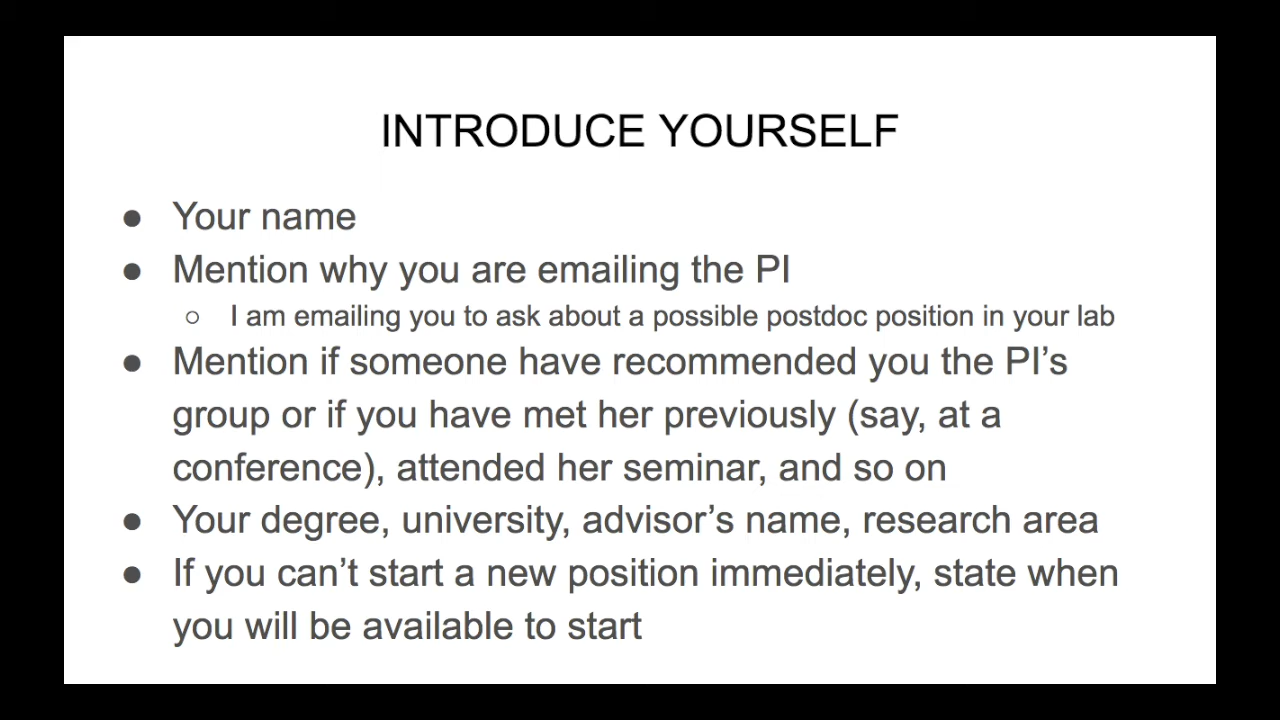 INTRODUCE YOURSELF
● Your name
● Mention why you are emailing the PI
○ I am emailing you to ask about a possible postdoc position in your lab
● Mention if someone have recommended you the PI’s
group or if you have met her previously (say, at a
conference), attended her seminar, and so on
● Your degree, university, advisor’s name, research area
● If you can’t start a new position immediately, state when
you will be available to start